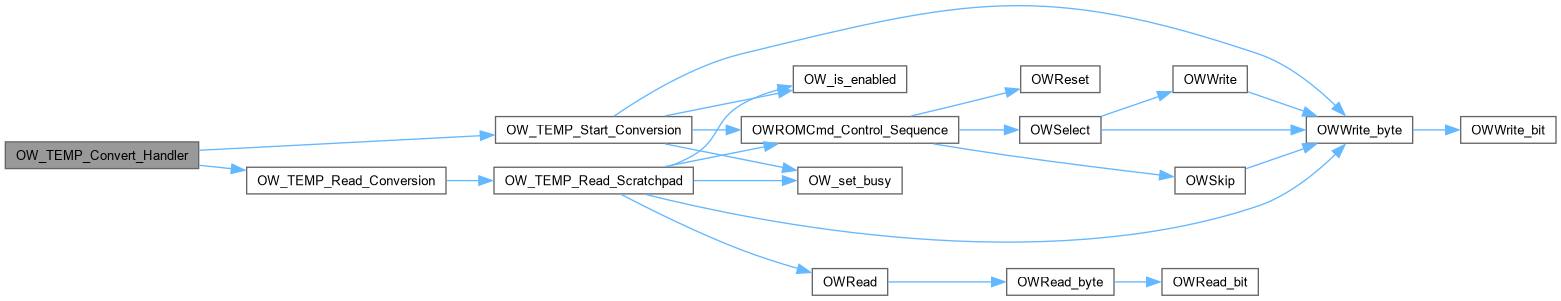 OW_TEMP_Convert_Handler
OW_TEMP_Start_Conversion
OW_TEMP_Read_Conversion
OW_TEMP_Read_Scratchpad
OW_is_enabled
OWROMCmd_Control_Sequence
OW_set_busy
OWRead
OWReset
OWSelect
OWRead_byte
OWWrite
OWSkip
OWRead_bit
OWWrite_byte
OWWrite_bit